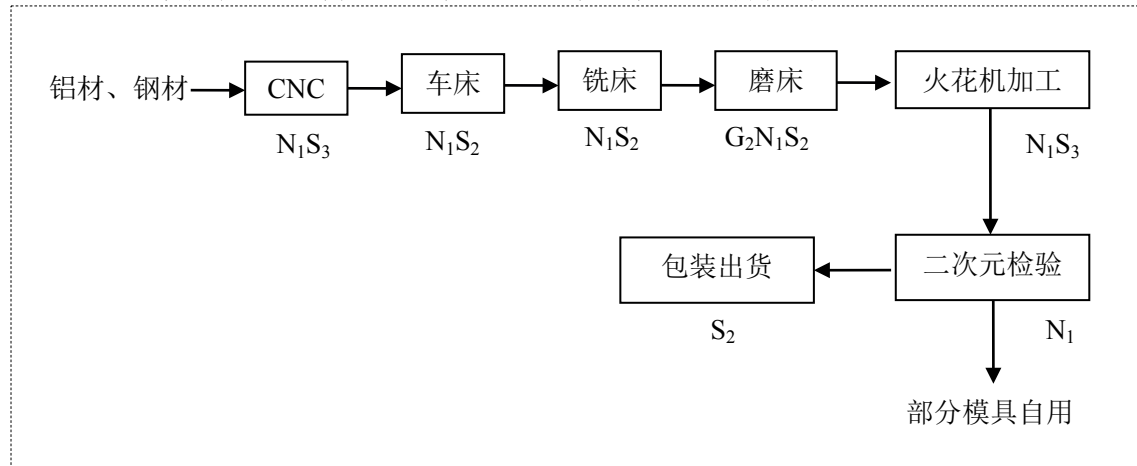 铝材、钢材
CNC
车床
铣床
磨床
火花机加工
N₁S₃
N₁S₂
N₁S₂
G₂N₁S₂
N₁S₃
包装出货
二次元检验
S₂
N₁
部分模具自用